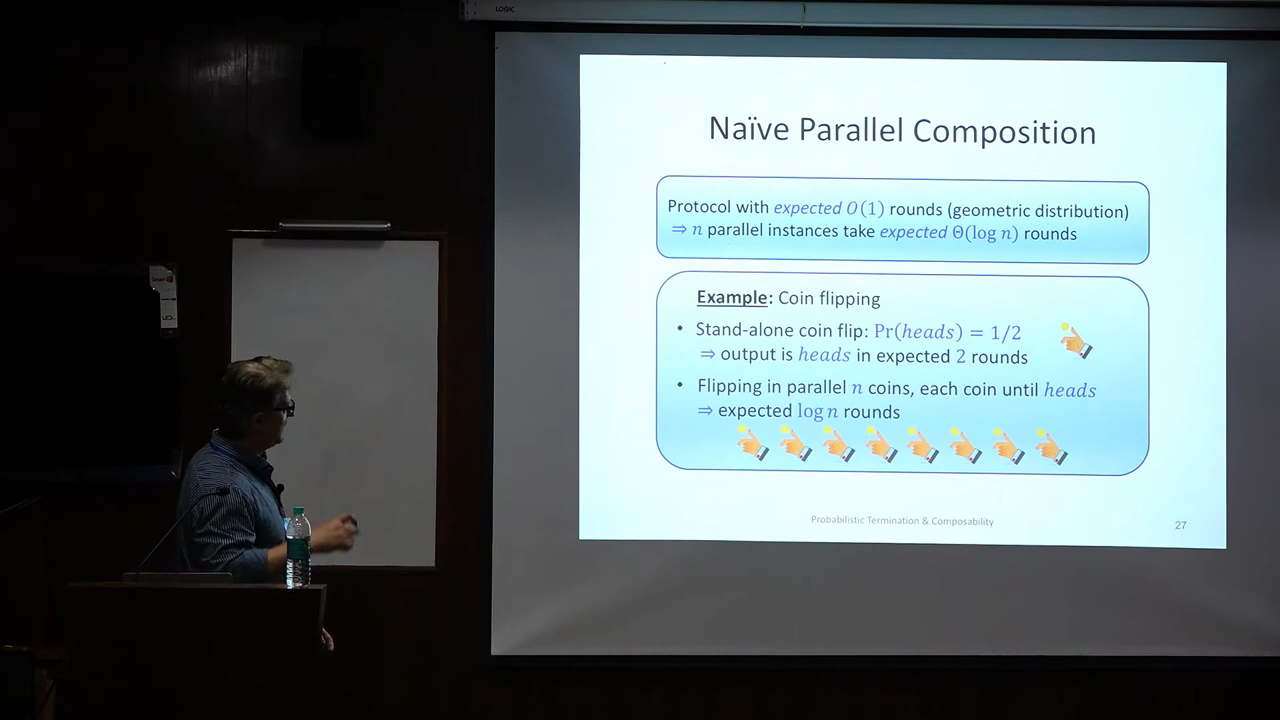 LOGIC
Naïve Parallel Composition
Protocol with expected O(1) rounds (geometric distribution)
⇒ n parallel instances take expected Θ(log n) rounds
Example: Coin flipping
• Stand-alone coin flip: Pr(heads) = 1/2
⇒ output is heads in expected 2 rounds
• Flipping in parallel n coins, each coin until heads
⇒ expected log n rounds
Probabilistic Termination & Composability
27